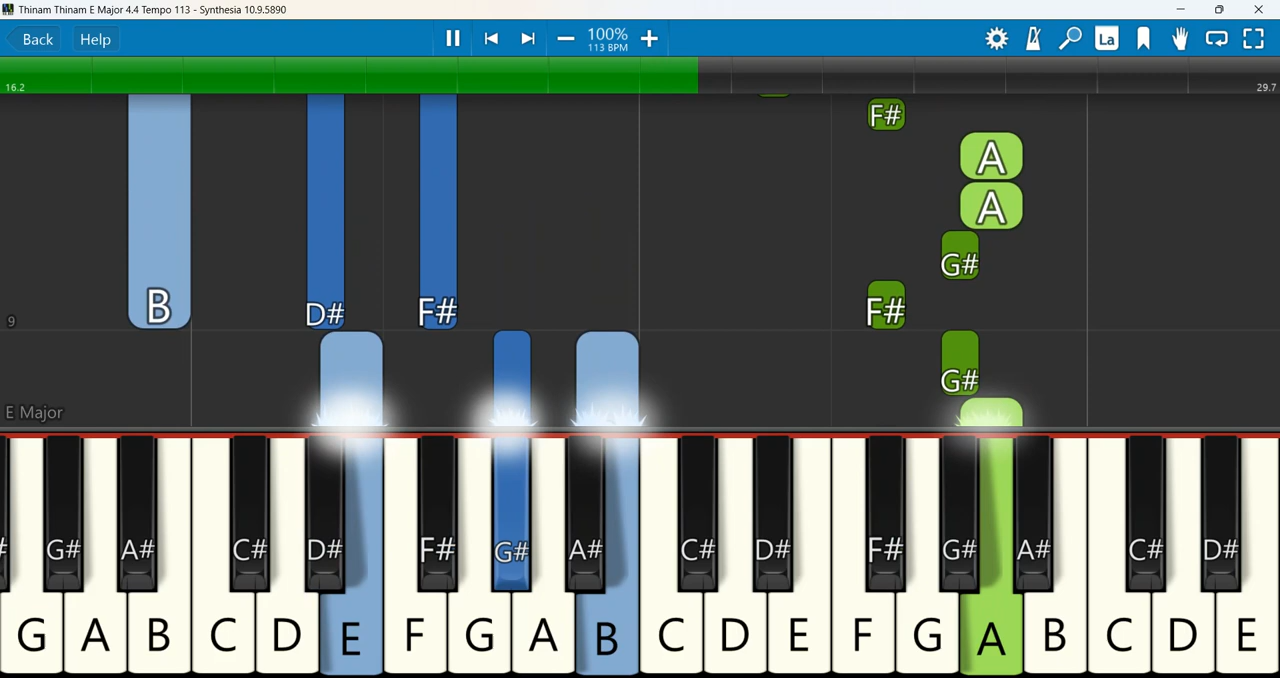 Thinam Thinam E Major 4.4 Tempo 113 - Synthesia 10.9.5890
Back Help 100% La
113 BPM
16.2 29.7
F#
A
A
G#
B D# F# F#
9
G#
E Major
# G# A# C# D# F# G# A# C# D# F# G# A# C# D#
G A B C D E F G A B C D E F G A B C D E